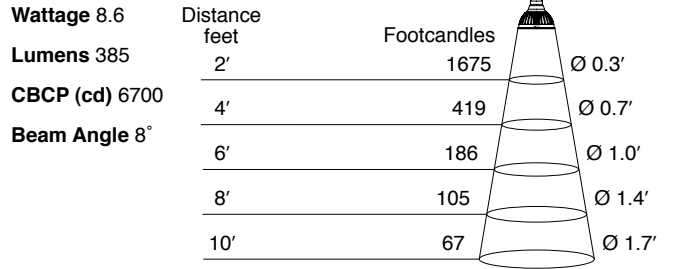 Wattage 8.6
Lumens 385
CBCP (cd) 6700
Beam Angle 8˚
Distance
feet
Footcandles
2′ 1675 Ø 0.3′
4′ 419 Ø 0.7′
6′ 186 Ø 1.0′
8′ 105 Ø 1.4′
10′ 67 Ø 1.7′